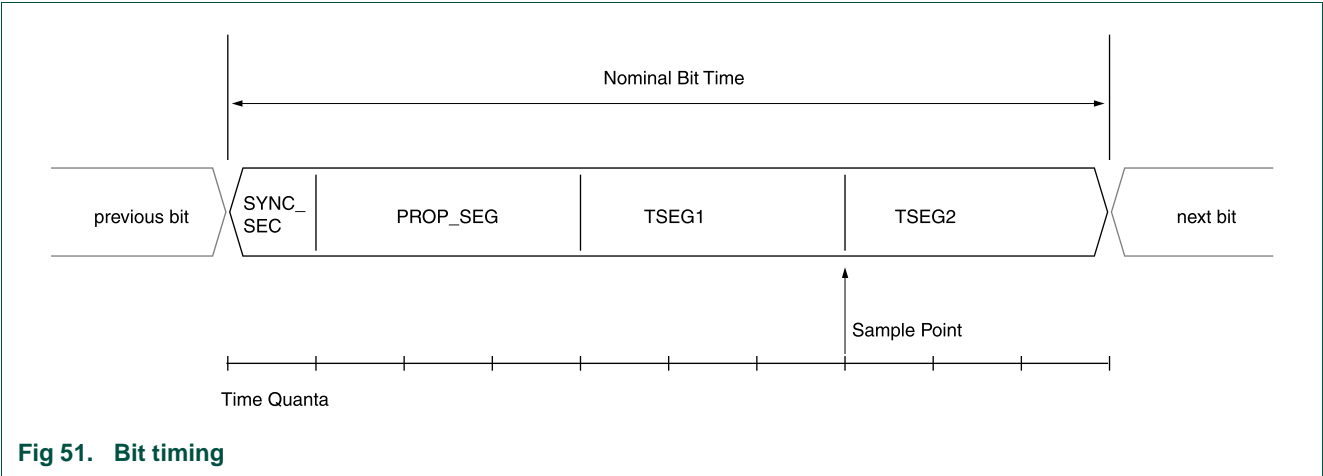 Nominal Bit Time
previous bit
SYNC_
SEC
PROP_SEG
TSEG1
TSEG2
next bit
Sample Point
Time Quanta
Fig 51. Bit timing